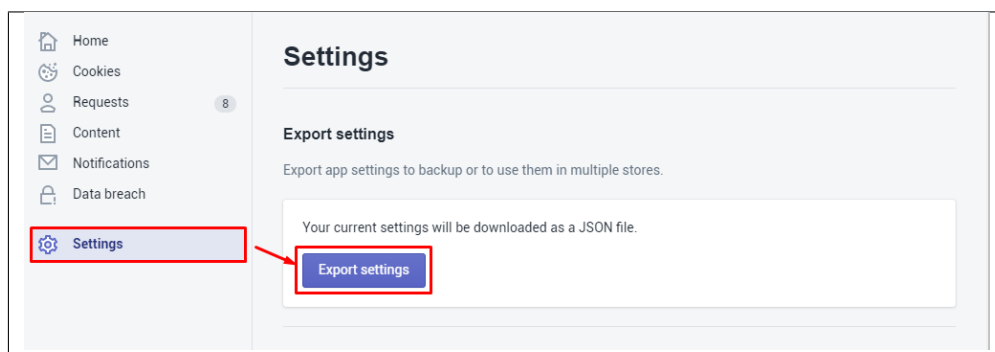 Home
Cookies
Requests 8
Content
Notifications
Data breach
Settings
Settings
Export settings
Export app settings to backup or to use them in multiple stores.
Your current settings will be downloaded as a JSON file.
Export settings